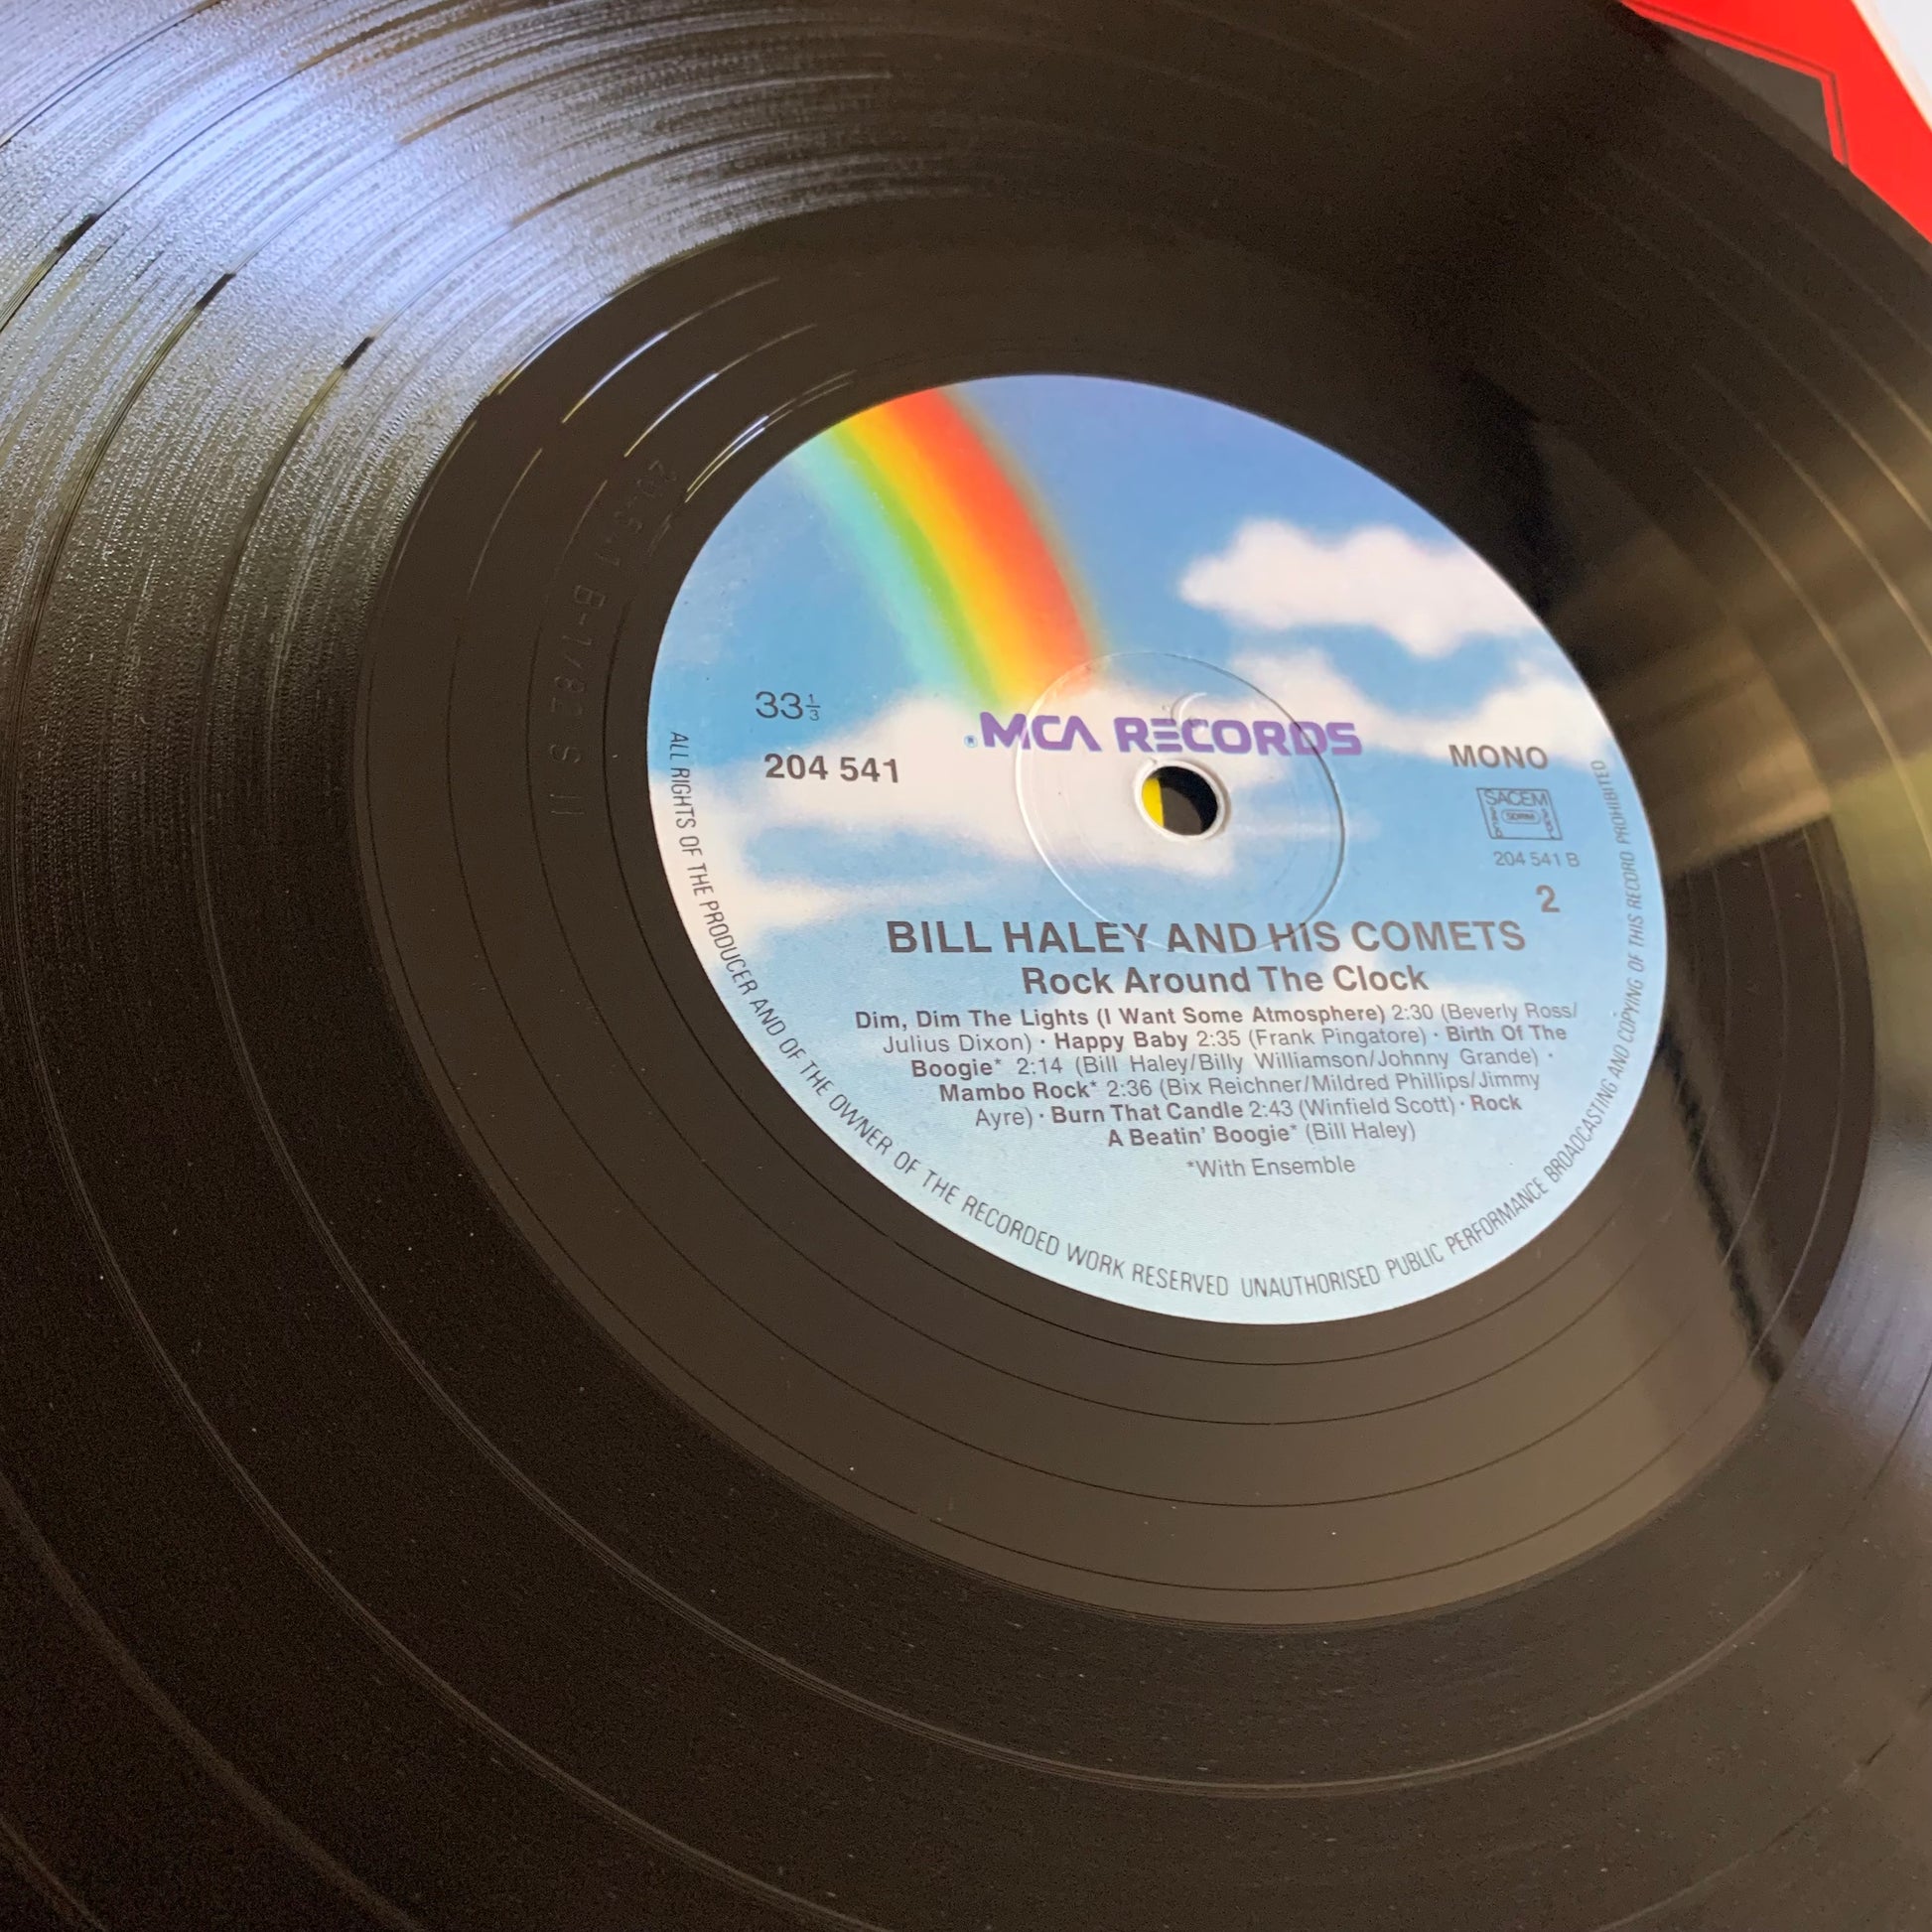 33⅓
204 541
® MCA RECORDS
MONO
SACEM
SDRM
204 541 B
2
BILL HALEY AND HIS COMETS
Rock Around The Clock
Dim, Dim The Lights (I Want Some Atmosphere) 2:30 (Beverly Ross/
Julius Dixon) · Happy Baby 2:35 (Frank Pingatore) · Birth Of The
Boogie* 2:14 (Bill Haley/Billy Williamson/Johnny Grande) ·
Mambo Rock* 2:36 (Bix Reichner/Mildred Phillips/Jimmy
Ayre) · Burn That Candle 2:43 (Winfield Scott) · Rock
A Beatin' Boogie* (Bill Haley)
*With Ensemble
ALL RIGHTS OF THE PRODUCER AND OF THE OWNER OF THE RECORDED WORK RESERVED UNAUTHORISED PUBLIC PERFORMANCE BROADCASTING AND COPYING OF THIS RECORD PROHIBITED